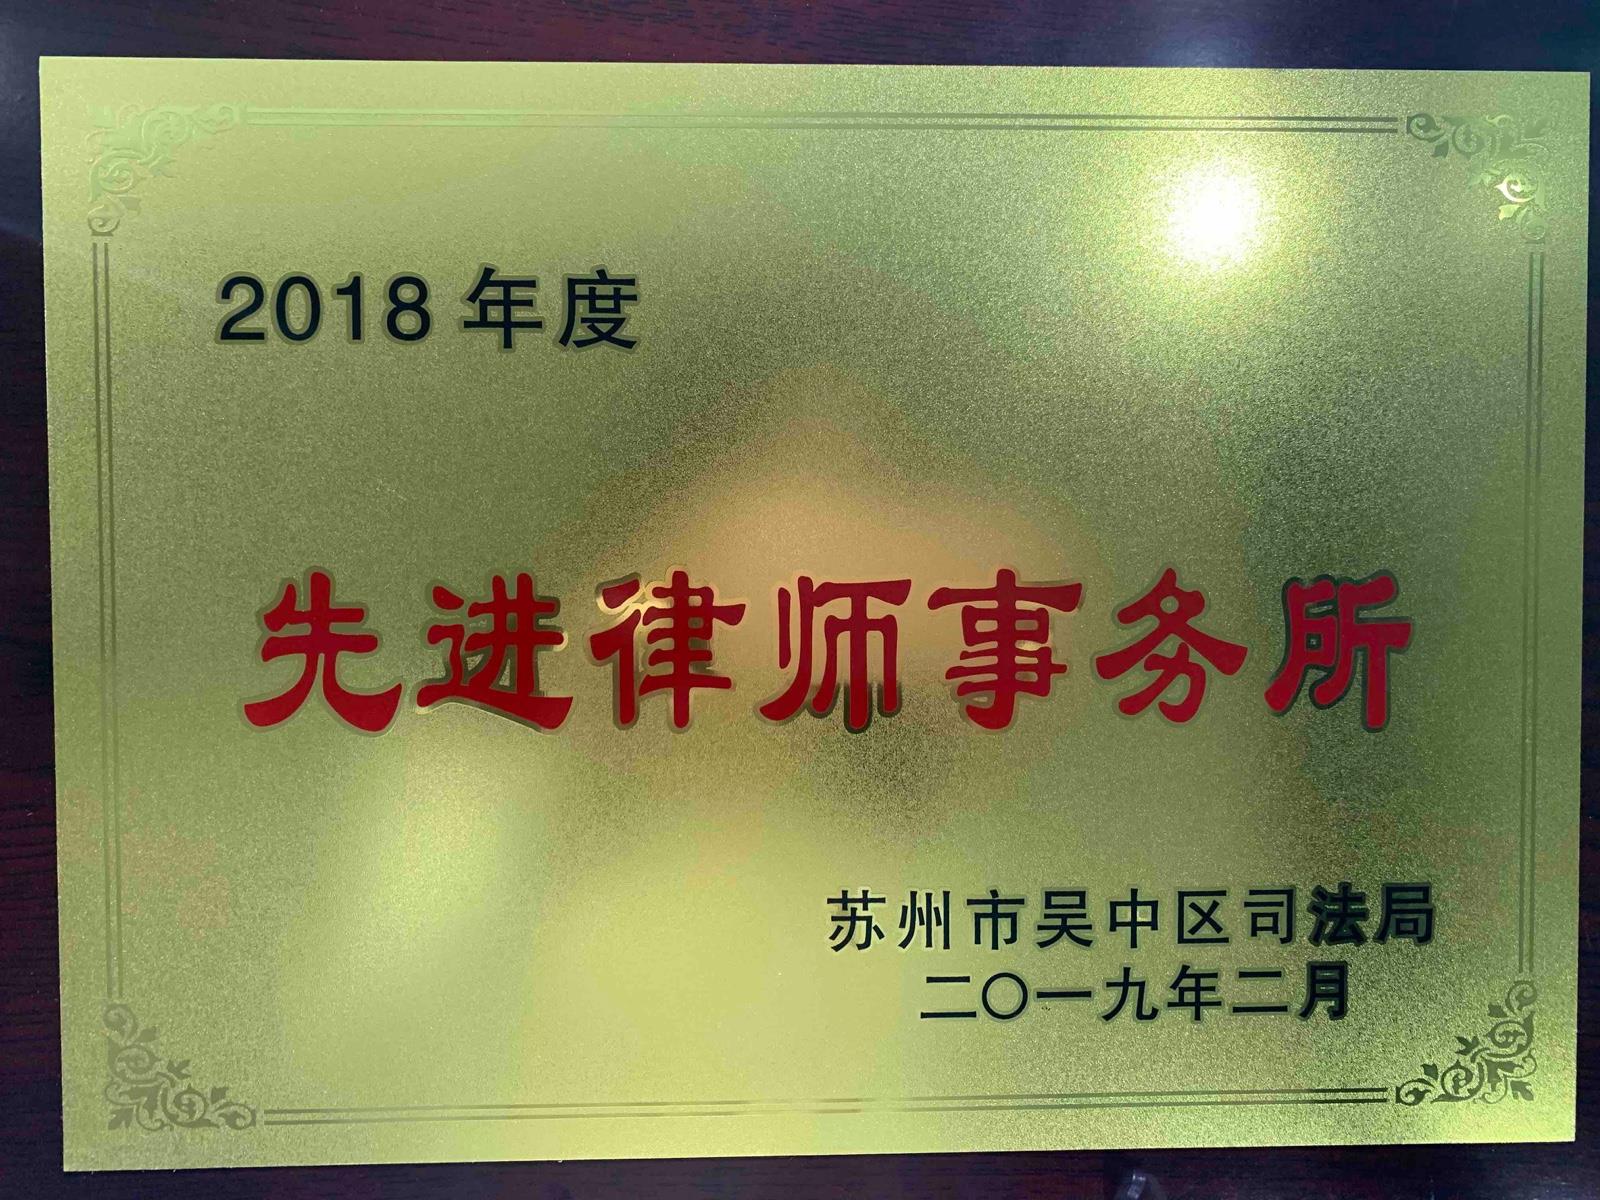 2018 年度
先进律师事务所
苏州市吴中区司法局
二〇一九年二月